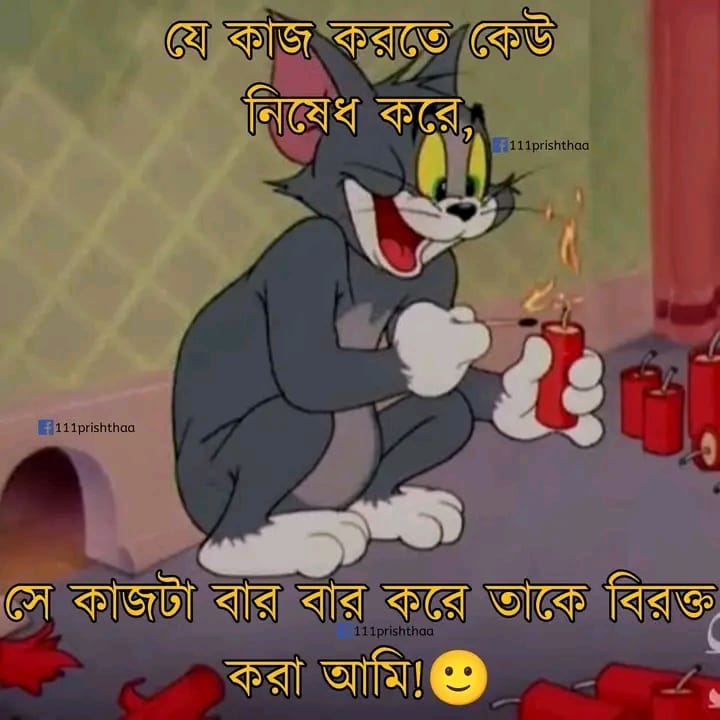 যে কাজ করতে কেউ
নিষেধ করে,
111prishthaa
111prishthaa
সে কাজটা বার বার করে তাকে বিরক্ত
111prishthaa
করা আমি!🙂